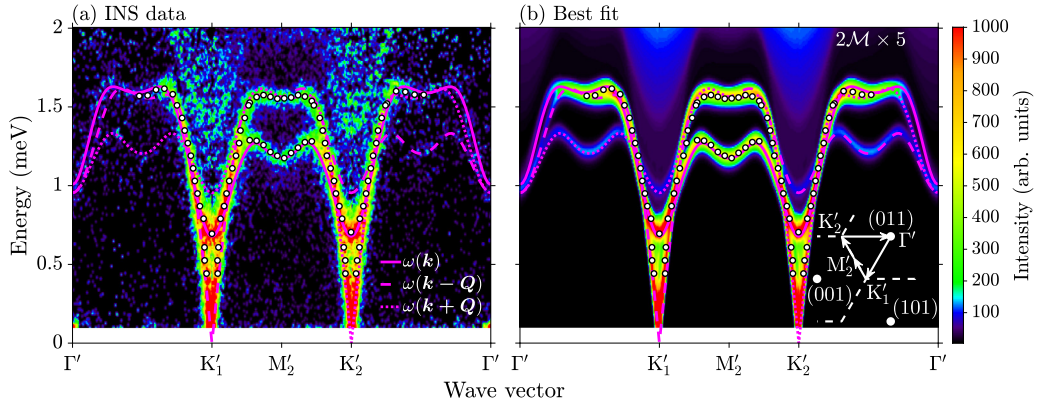 (a) INS data
(b) Best fit
2
1.5
1
0.5
0
Energy (meV)
ω(k)
ω(k − Q)
ω(k + Q)
Γ′
K′₁
M′₂
K′₂
Γ′
2ℳ × 5
K′₂
(011)
Γ′
M′₂
(001)
K′₁
(101)
Γ′
K′₁
M′₂
K′₂
Γ′
Wave vector
1000
900
800
700
600
500
400
300
200
100
Intensity (arb. units)